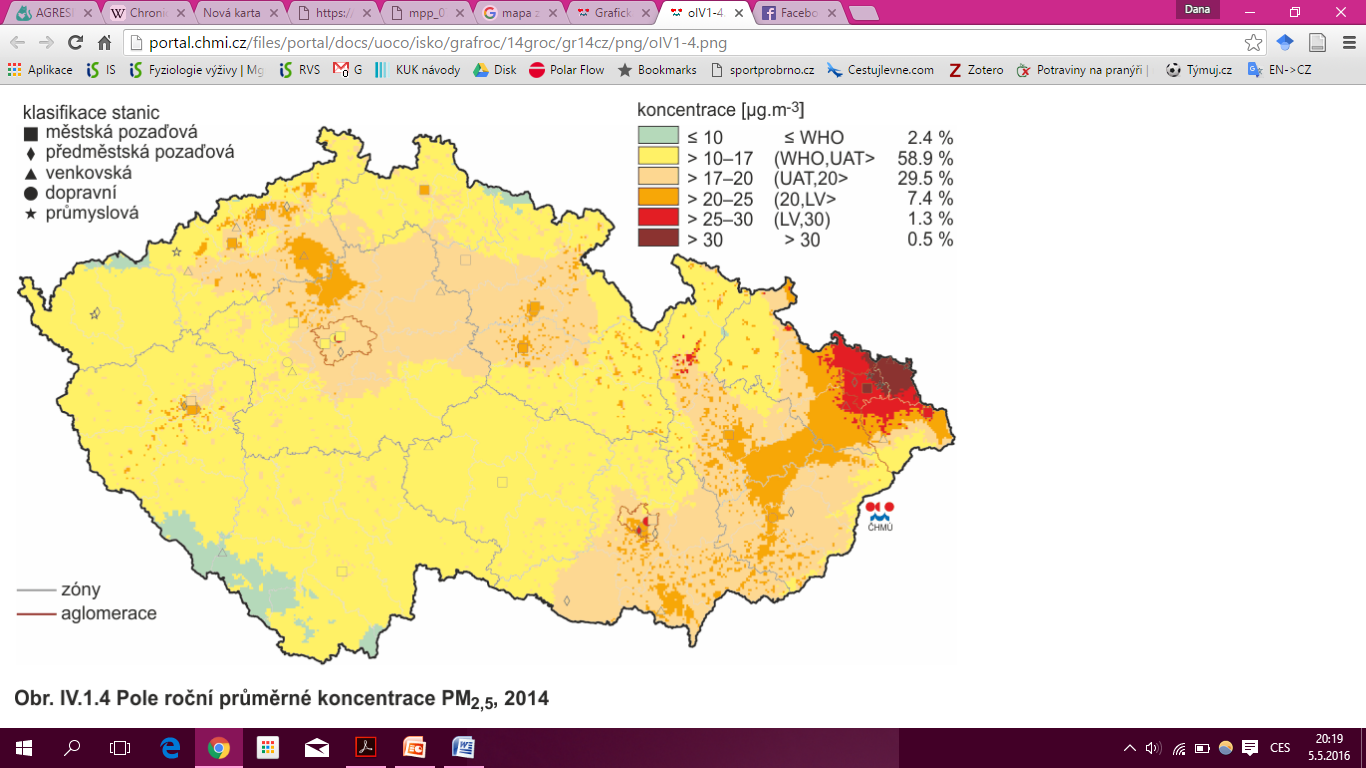 AGRES
Chronic
Nová karta
https://
mpp_0
mapa z
Grafick
oIV1-4.
Facebo
Dana
portal.chmi.cz/files/portal/docs/uoco/isko/grafroc/14groc/gr14cz/png/oIV1-4.png
Aplikace
IS
Fyziologie výživy | Mg
RVS
G
KUK návody
Disk
Polar Flow
Bookmarks
sportprobrno.cz
Cestujlevne.com
Zotero
Potraviny na pranýři |
Týmuj.cz
EN->CZ
klasifikace stanic
městská pozaďová
předměstská pozaďová
venkovská
dopravní
průmyslová
koncentrace [µg.m-3]
≤ 10 ≤ WHO 2.4 %
> 10–17 (WHO,UAT> 58.9 %
> 17–20 (UAT,20> 29.5 %
> 20–25 (20,LV> 7.4 %
> 25–30 (LV,30) 1.3 %
> 30 > 30 0.5 %
ČHMÚ
zóny
aglomerace
Obr. IV.1.4 Pole roční průměrné koncentrace PM2,5, 2014
CES
20:19
5.5.2016